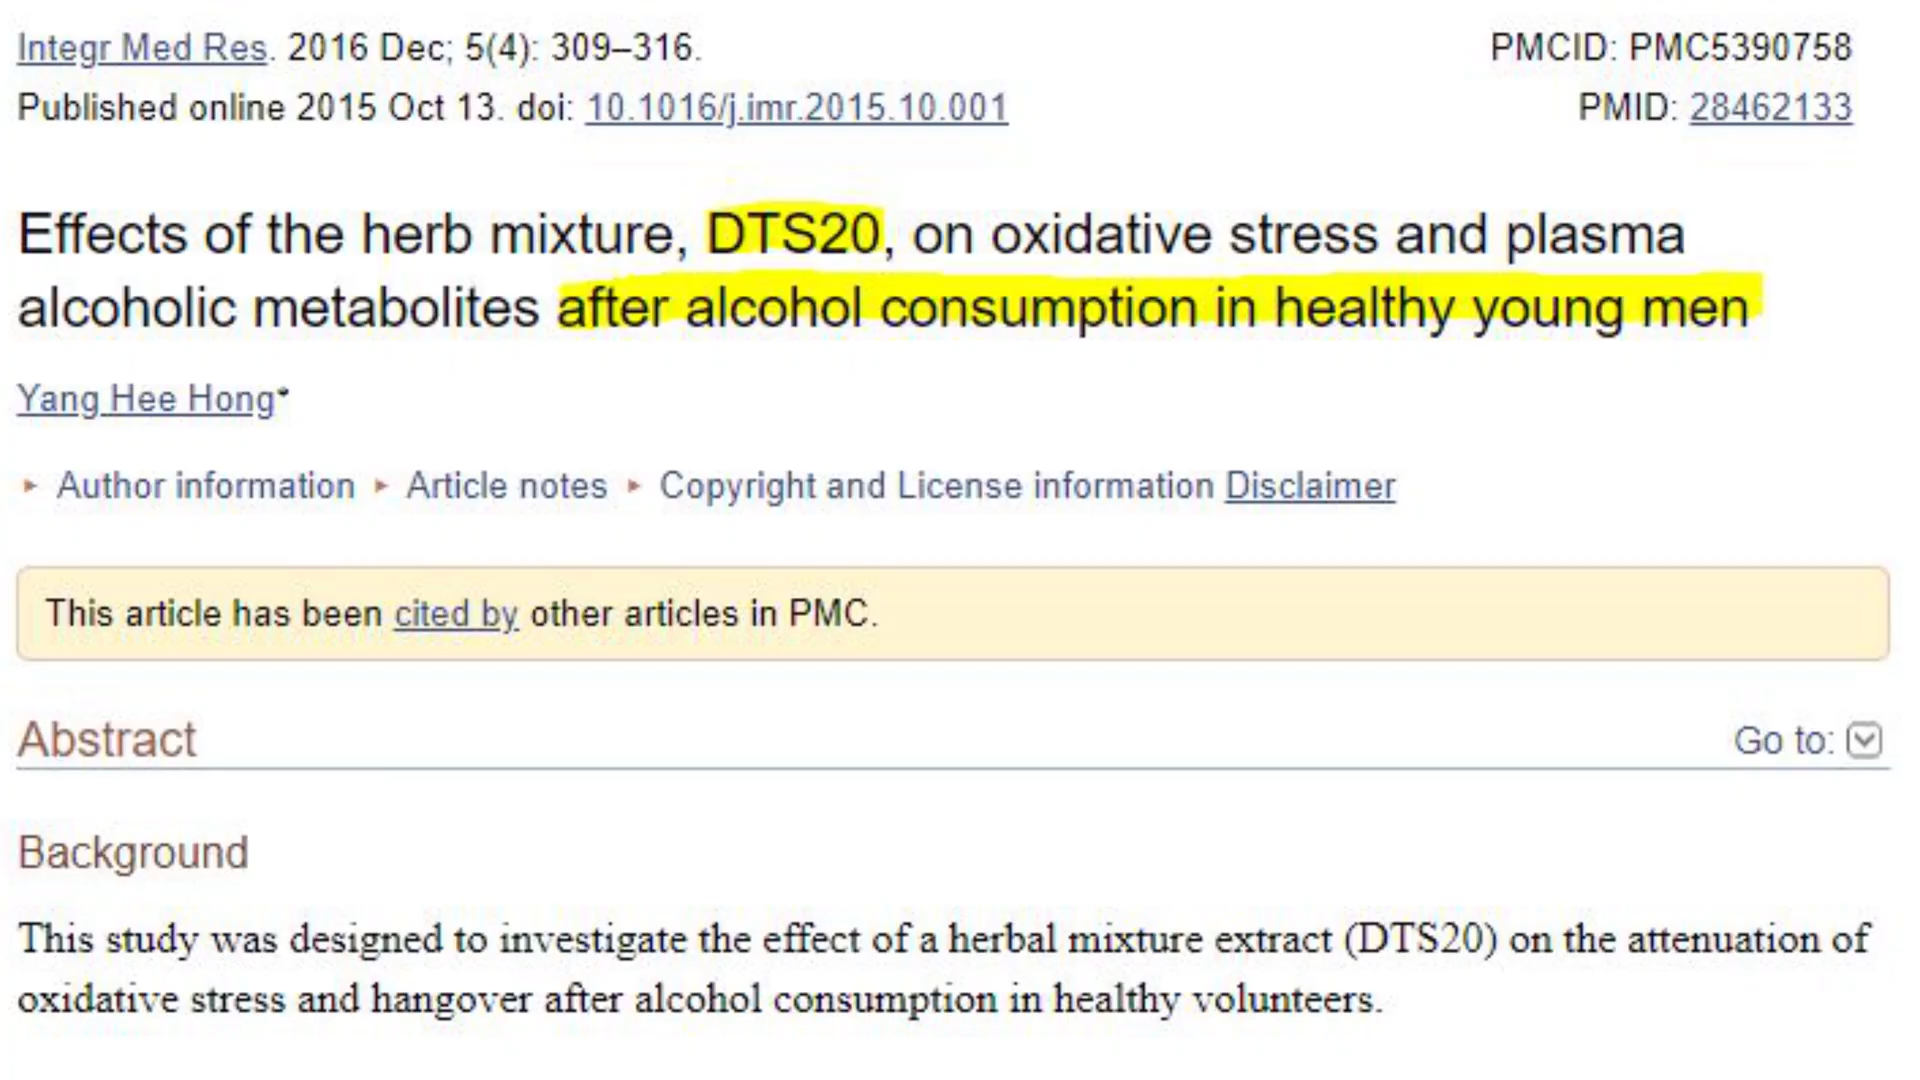 Integr Med Res. 2016 Dec; 5(4): 309–316.
PMCID: PMC5390758
Published online 2015 Oct 13. doi: 10.1016/j.imr.2015.10.001
PMID: 28462133
Effects of the herb mixture, DTS20, on oxidative stress and plasma
alcoholic metabolites after alcohol consumption in healthy young men
Yang Hee Hong*
▸ Author information ▸ Article notes ▸ Copyright and License information Disclaimer
This article has been cited by other articles in PMC.
Abstract
Go to:
Background
This study was designed to investigate the effect of a herbal mixture extract (DTS20) on the attenuation of
oxidative stress and hangover after alcohol consumption in healthy volunteers.